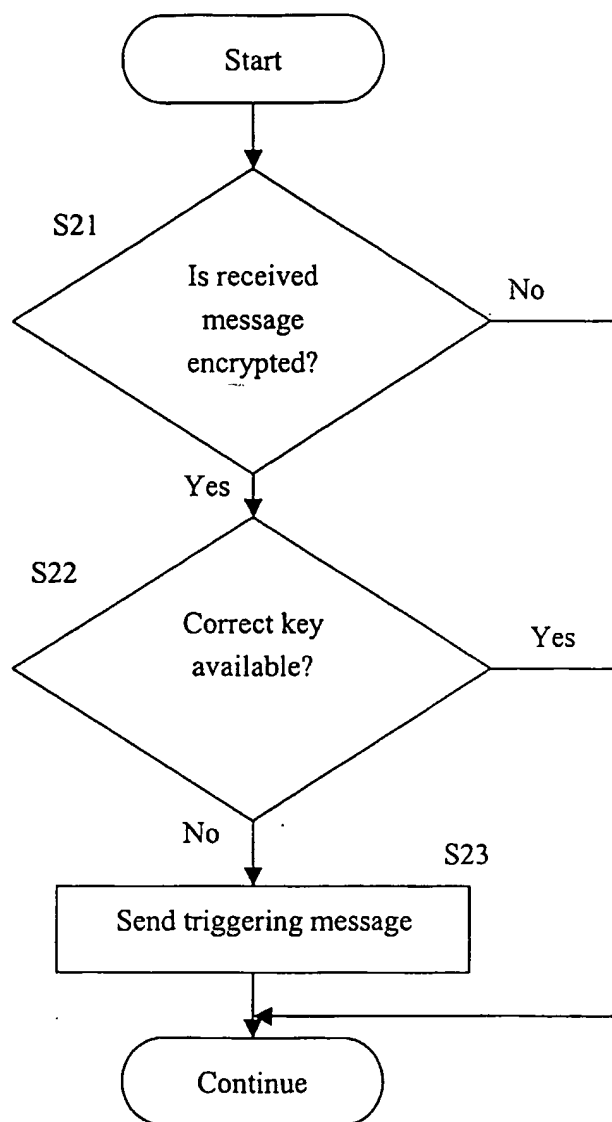 Start
S21
Is received
message
encrypted?
No
Yes
S22
Correct key
available?
Yes
No
S23
Send triggering message
Continue